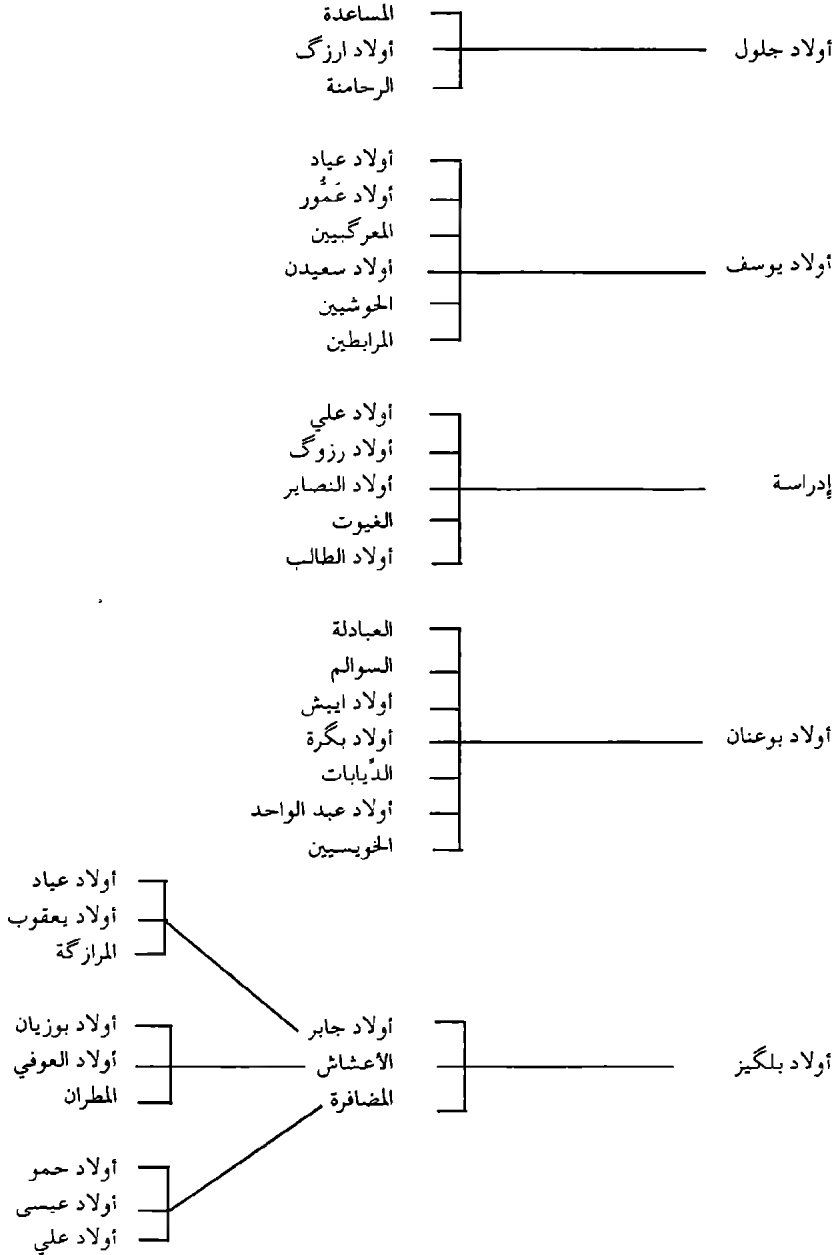 أولاد جلول
المساعدة
أولاد ارزگ
الرحامنة
أولاد يوسف
أولاد عياد
أولاد عَمُّور
المعرگبيين
أولاد سعيدن
الحوشيين
المرابطين
إدراسة
أولاد علي
أولاد رزوگ
أولاد النصاير
الغيوت
أولاد الطالب
أولاد بوعنان
العبادلة
السوالم
أولاد ايبش
أولاد بگرة
الدِّيابات
أولاد عبد الواحد
الخويسيين
أولاد بلگيز
أولاد جابر
أولاد عياد
أولاد يعقوب
المرازگة
الأعشاش
أولاد بوزيان
أولاد العوفي
المطران
المضافرة
أولاد حمو
أولاد عيسى
أولاد علي